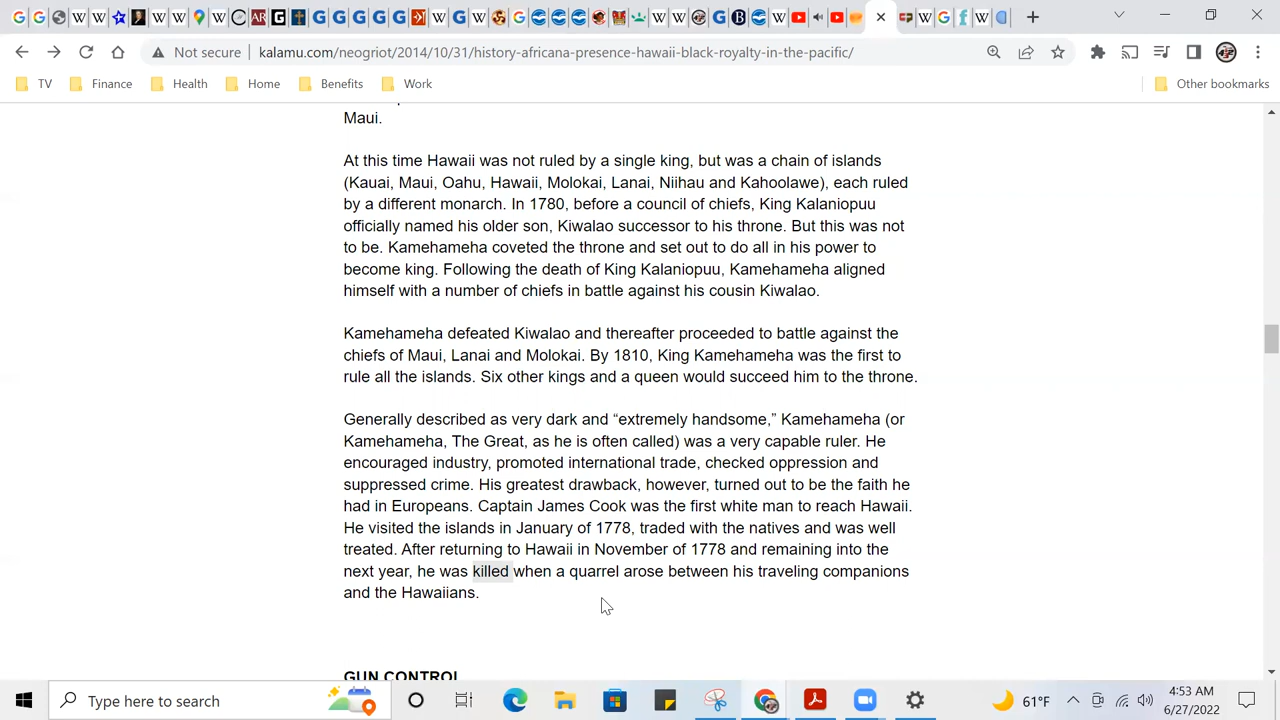 Not secure
kalamu.com/neogriot/2014/10/31/history-africana-presence-hawaii-black-royalty-in-the-pacific/
TV
Finance
Health
Home
Benefits
Work
Other bookmarks
Maui.
At this time Hawaii was not ruled by a single king, but was a chain of islands
(Kauai, Maui, Oahu, Hawaii, Molokai, Lanai, Niihau and Kahoolawe), each ruled
by a different monarch. In 1780, before a council of chiefs, King Kalaniopuu
officially named his older son, Kiwalao successor to his throne. But this was not
to be. Kamehameha coveted the throne and set out to do all in his power to
become king. Following the death of King Kalaniopuu, Kamehameha aligned
himself with a number of chiefs in battle against his cousin Kiwalao.
Kamehameha defeated Kiwalao and thereafter proceeded to battle against the
chiefs of Maui, Lanai and Molokai. By 1810, King Kamehameha was the first to
rule all the islands. Six other kings and a queen would succeed him to the throne.
Generally described as very dark and “extremely handsome,” Kamehameha (or
Kamehameha, The Great, as he is often called) was a very capable ruler. He
encouraged industry, promoted international trade, checked oppression and
suppressed crime. His greatest drawback, however, turned out to be the faith he
had in Europeans. Captain James Cook was the first white man to reach Hawaii.
He visited the islands in January of 1778, traded with the natives and was well
treated. After returning to Hawaii in November of 1778 and remaining into the
next year, he was killed when a quarrel arose between his traveling companions
and the Hawaiians.
GUN CONTROL
Type here to search
61°F
4:53 AM
6/27/2022